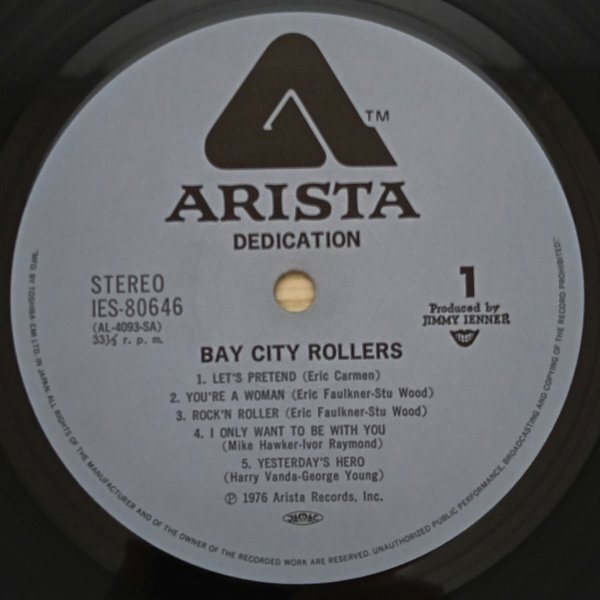 TM
ARISTA
DEDICATION
STEREO
IES-80646
(AL-4093-SA)
33⅓ r. p. m.
1
Produced by
JIMMY IENNER
BAY CITY ROLLERS
1. LET'S PRETEND (Eric Carmen)
2. YOU'RE A WOMAN (Eric Faulkner-Stu Wood)
3. ROCK'N ROLLER (Eric Faulkner-Stu Wood)
4. I ONLY WANT TO BE WITH YOU
(Mike Hawker-Ivor Raymond)
5. YESTERDAY'S HERO
(Harry Vanda-George Young)
Ⓟ 1976 Arista Records, Inc.
JASRAC
"MF'D BY TOSHIBA-EMI LTD. IN JAPAN. ALL RIGHTS OF THE MANUFACTURER AND OF THE OWNER OF THE RECORDED WORK ARE RESERVED. UNAUTHORIZED PUBLIC PERFORMANCE, BROADCASTING AND COPYING OF THE RECORD PROHIBITED."